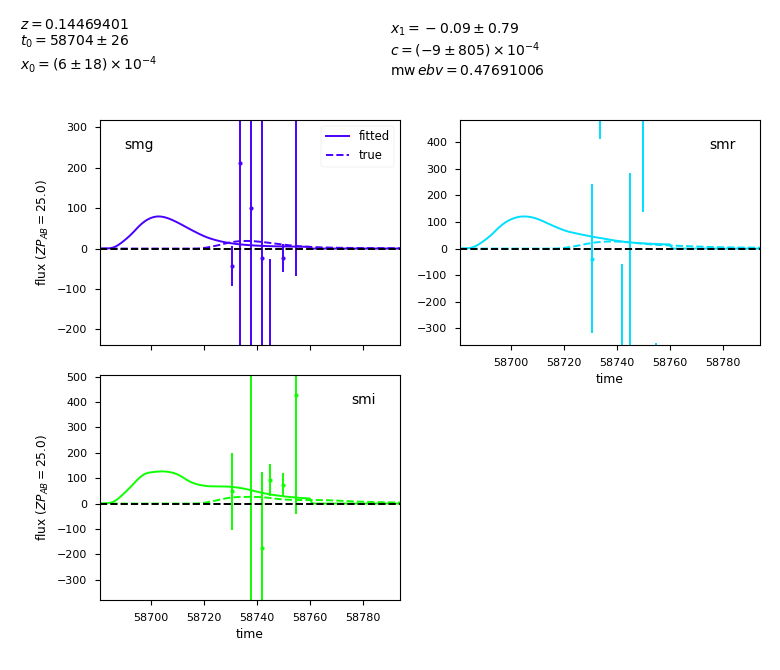 z = 0.14469401
t₀ = 58704 ± 26
x₀ = (6 ± 18) × 10⁻⁴
x₁ = −0.09 ± 0.79
c = (−9 ± 805) × 10⁻⁴
mw ebv = 0.47691006
smg
fitted
true
300
200
100
0
−100
−200
flux (ZP_AB = 25.0)
smr
400
300
200
100
0
−100
−200
−300
58700 58720 58740 58760 58780
time
smi
500
400
300
200
100
0
−100
−200
−300
flux (ZP_AB = 25.0)
58700 58720 58740 58760 58780
time